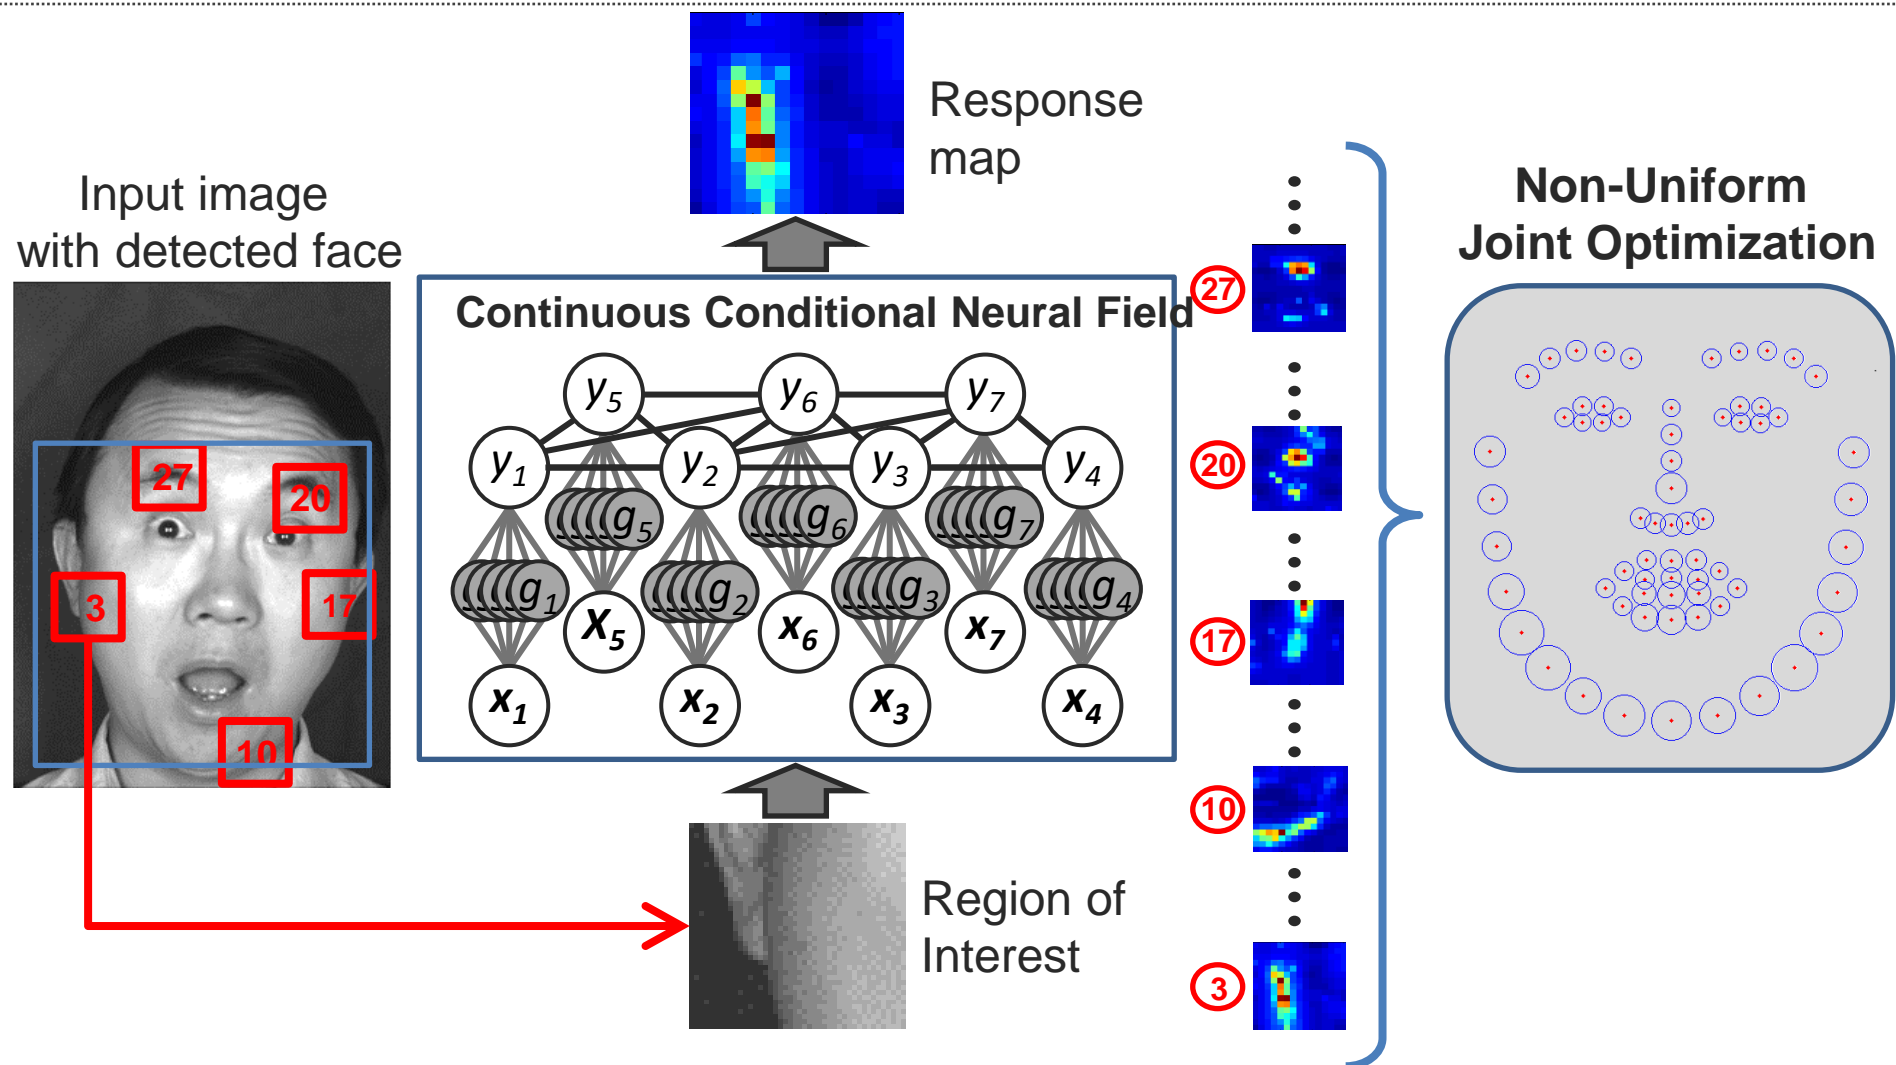 Input image
with detected face
27
20
3
17
10
Response
map
Continuous Conditional Neural Field
y5 y6 y7
y1 y2 y3 y4
g5 g6 g7
g1 g2 g3 g4
X5 x6 x7
x1 x2 x3 x4
Region of
Interest
27
20
17
10
3
Non-Uniform
Joint Optimization